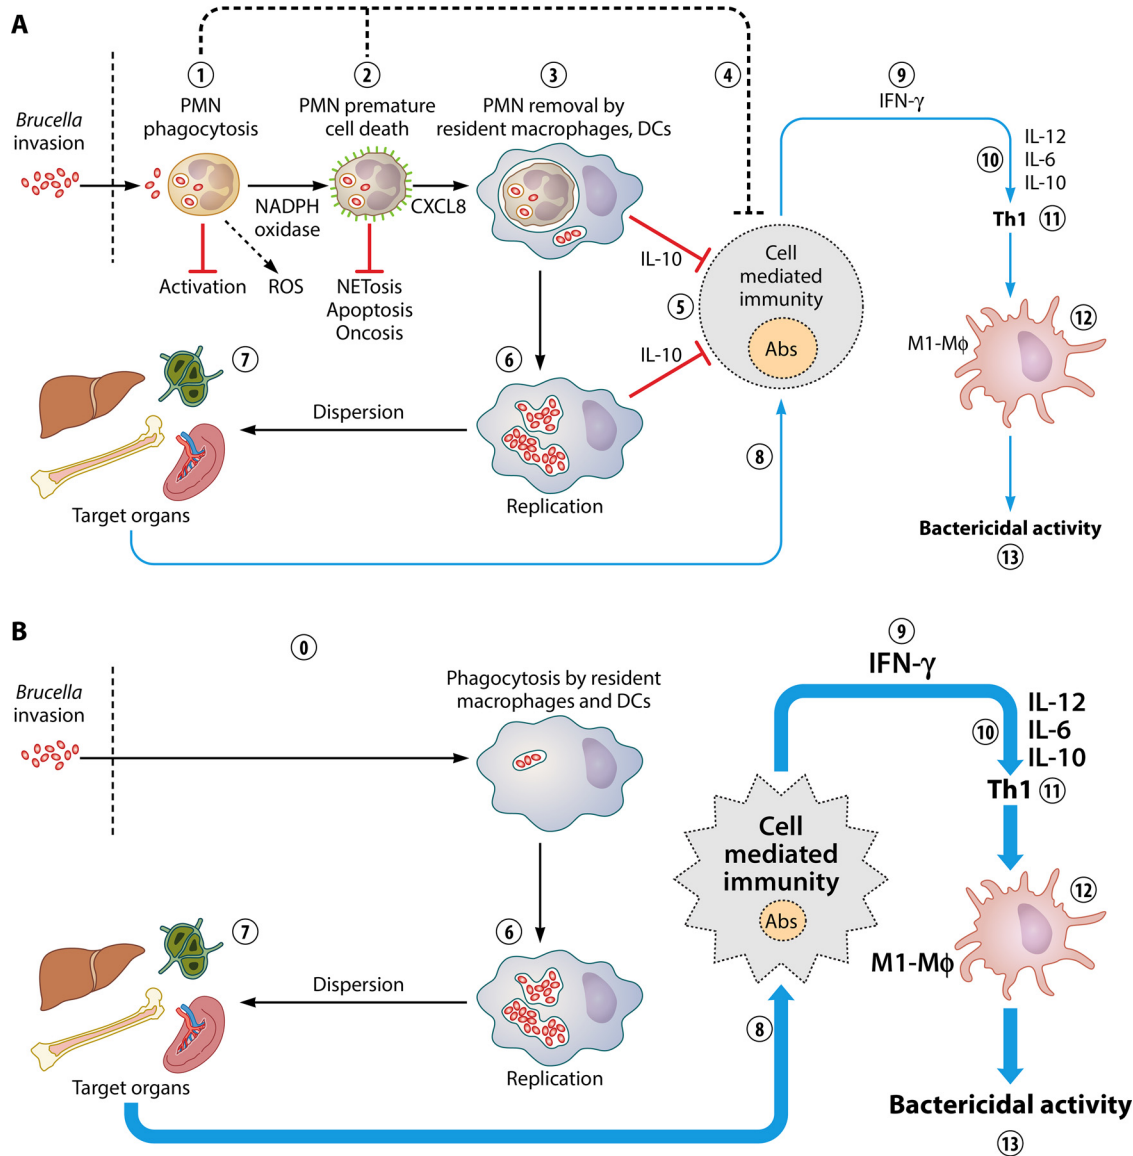 A
1
2
3
4
9
PMN
phagocytosis
PMN premature
cell death
PMN removal by
resident macrophages, DCs
IFN-γ
Brucella
invasion
IL-12
IL-6
IL-10
10
NADPH
oxidase
CXCL8
Th1
11
IL-10
Cell
mediated
immunity
Activation
ROS
NETosis
Apoptosis
Oncosis
5
12
M1-Mϕ
Abs
IL-10
6
7
Dispersion
8
Replication
Target organs
Bactericidal activity
13
B
0
9
IFN-γ
Phagocytosis by resident
macrophages and DCs
Brucella
invasion
IL-12
IL-6
IL-10
10
Th1
11
Cell
mediated
immunity
12
Abs
M1-Mϕ
6
7
Dispersion
8
Replication
Target organs
Bactericidal activity
13